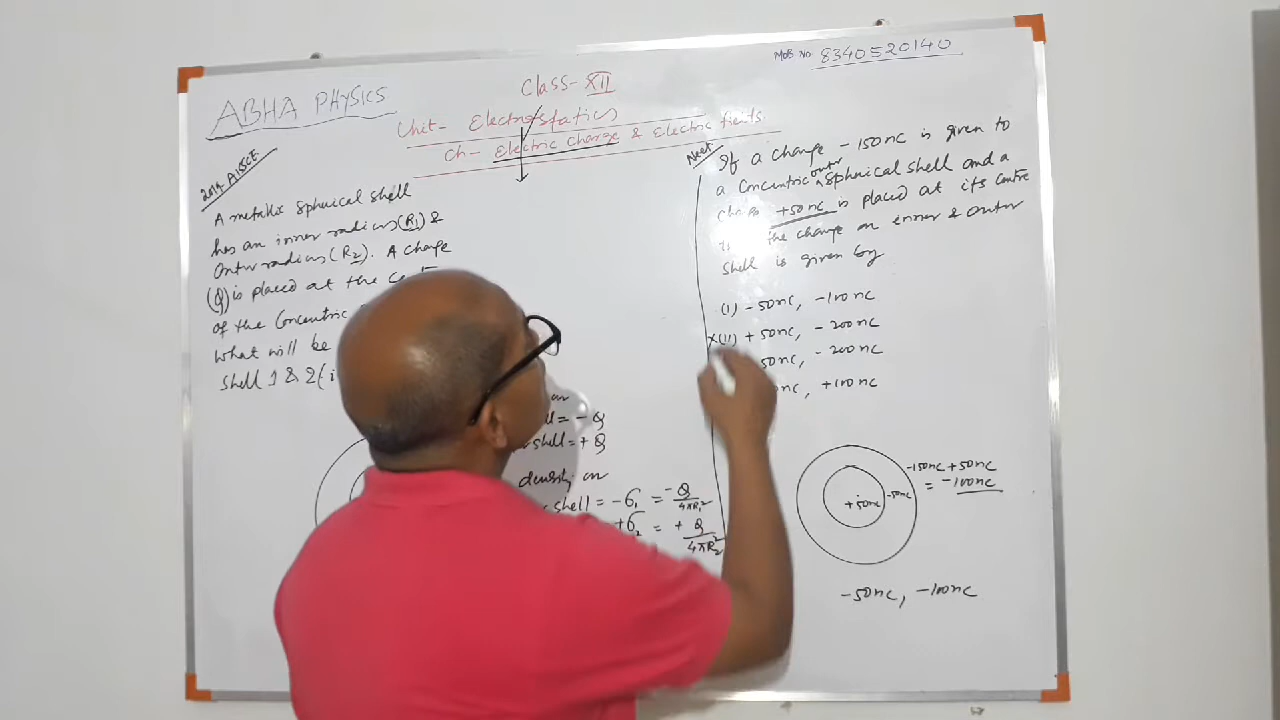 MOB No 8340520140
ABHA PHYSICS
Class- XII
Unit- Electrostatics
Ch- Electric Charge & Electric fields
2014 AISSCE
A metallic spherical shell
has an inner radius (R1) &
Outer radius (R2). A charge
(Q) is placed at the
of the Concentric
what will be
Shell 1 & 2
on
shell = - Q
shell = + Q
density on
shell = -б1 = -Q/4πR1²
+б2 = + Q/4πR2²
Neet
If a charge -150nc is given to
a Concentric outer spherical shell and a
charge +50nc is placed at its centre
the charge on inner & outer
shell is given by
(I) -50nc, -100nc
x(II) +50nc, -200nc
50nc, -200nc
nc, +100nc
+50nc
-50nc
-150nc+50nc
= -100nc
-50nc, -100nc